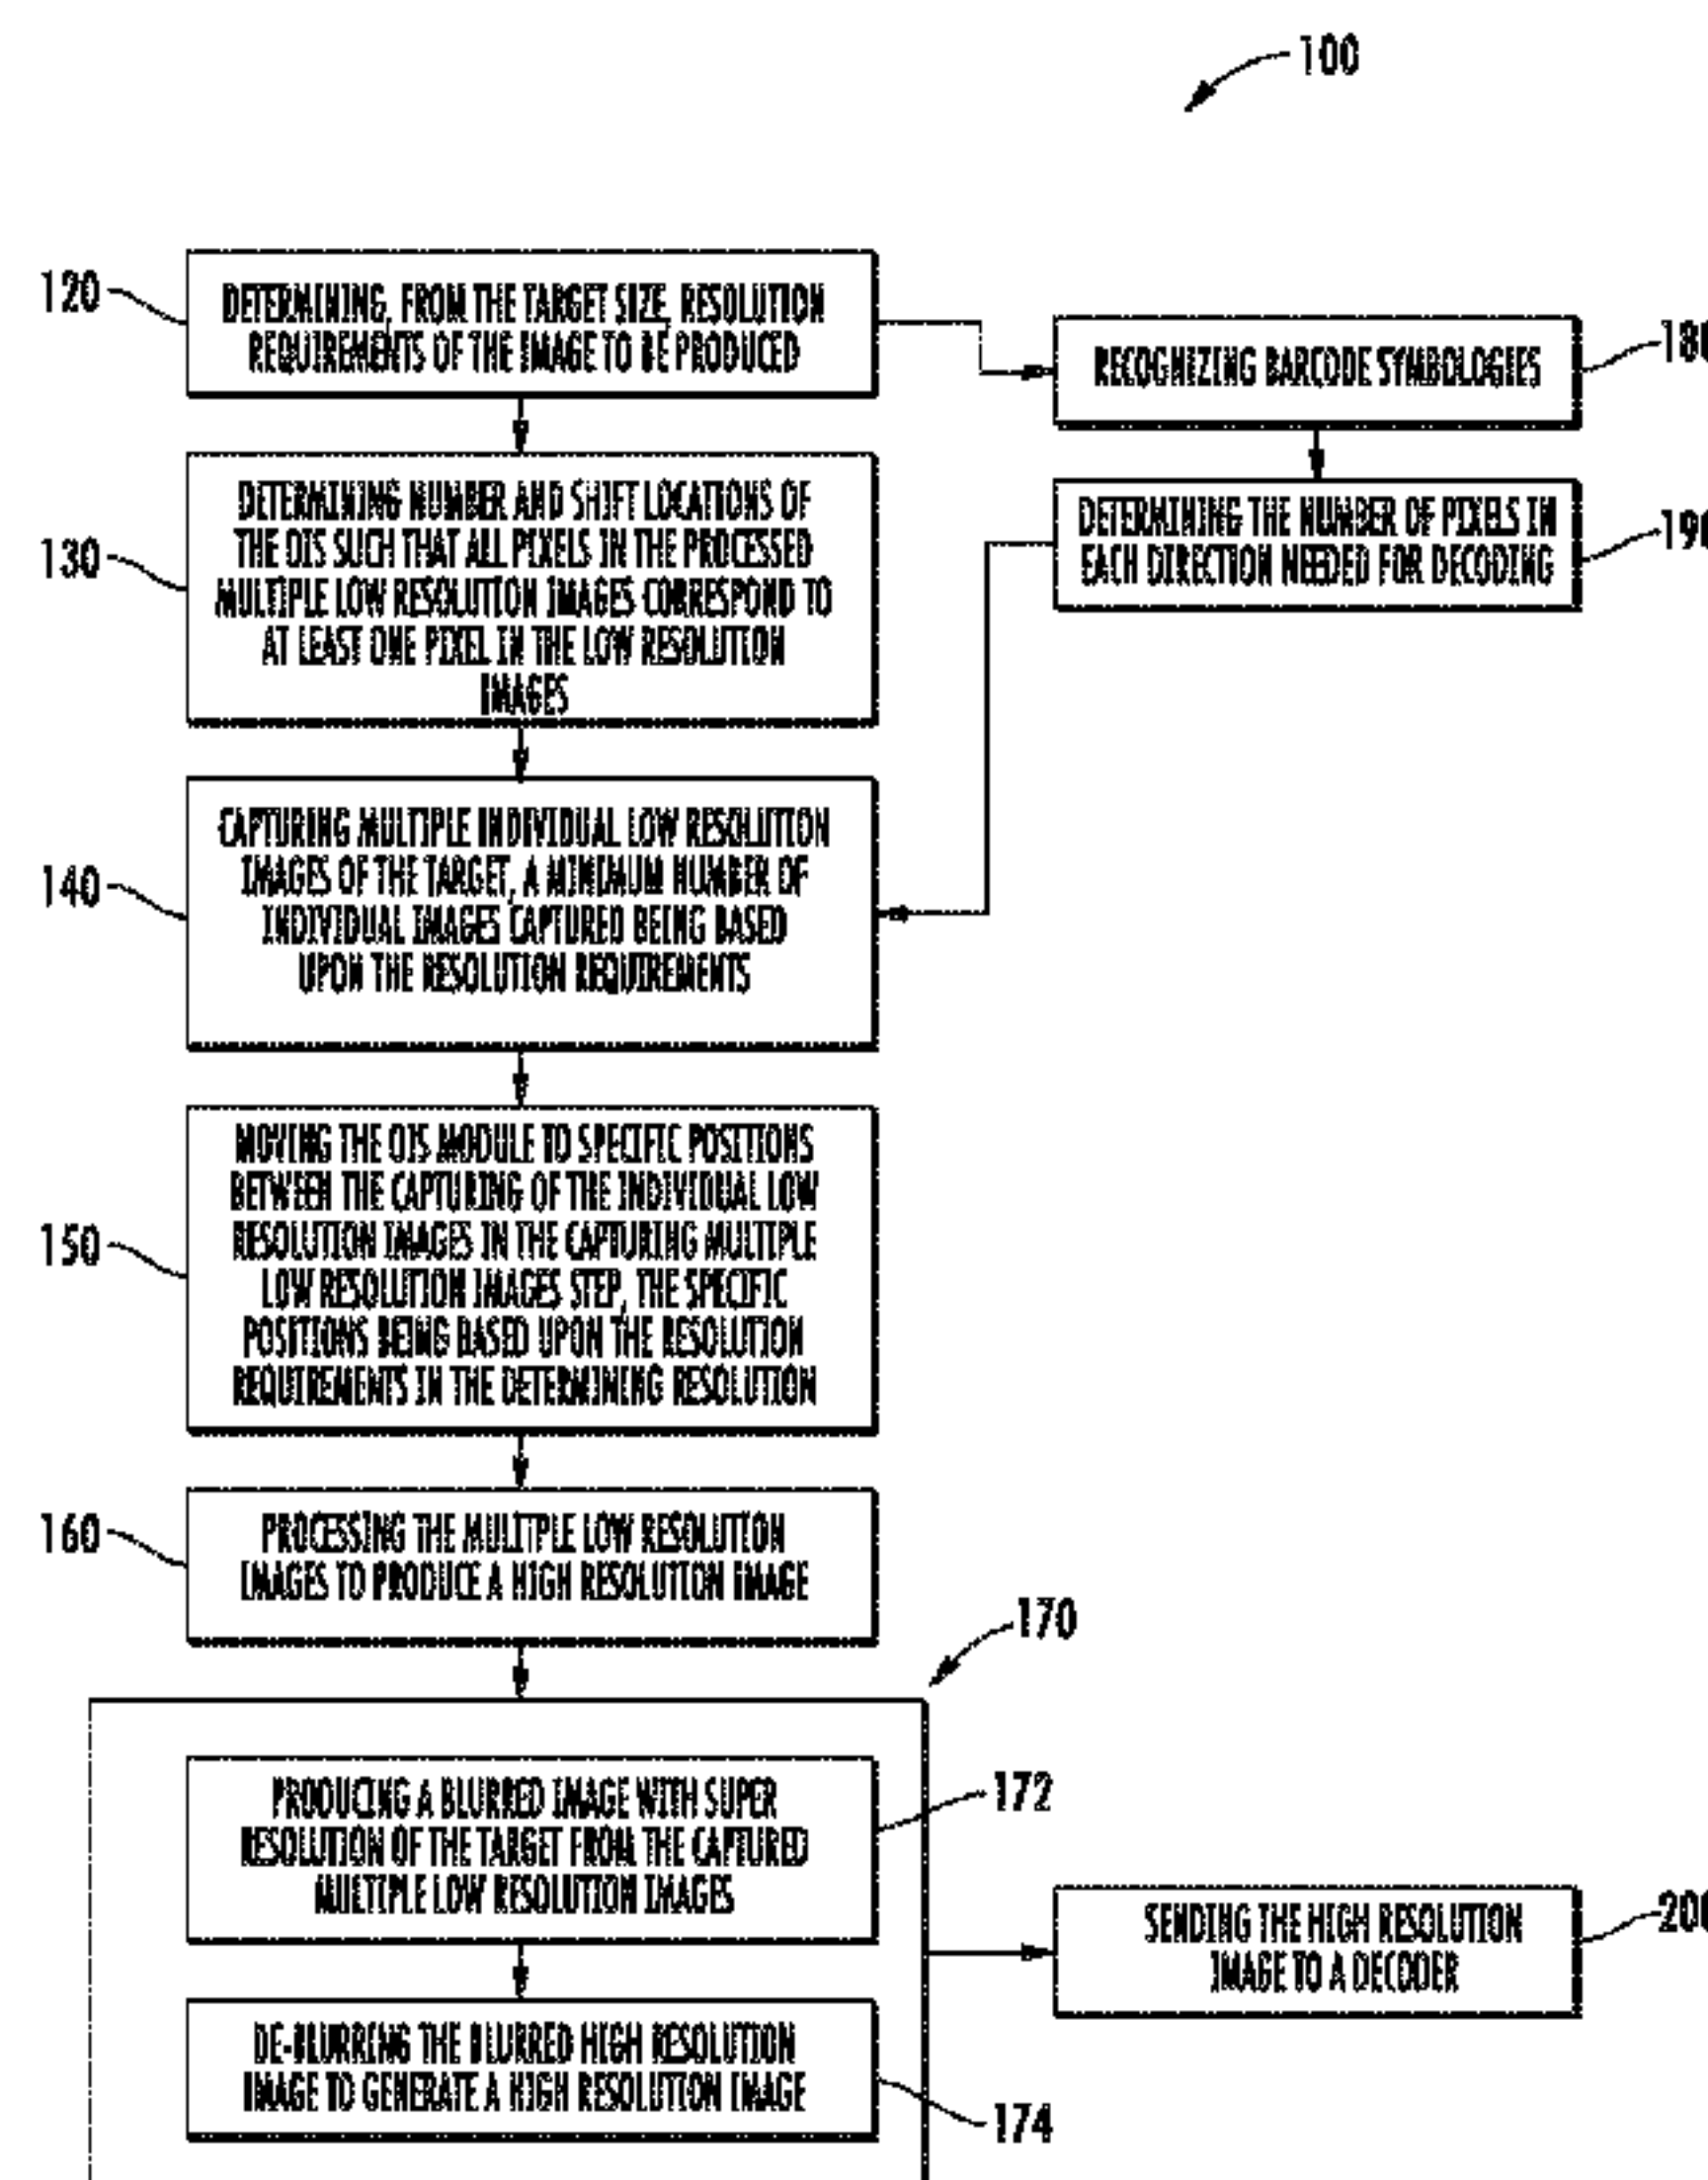 100
120
DETERMINING, FROM THE TARGET SIZE, RESOLUTION
REQUIREMENTS OF THE IMAGE TO BE PRODUCED
RECOGNIZING BARCODE SYMBOLOGIES
180
130
DETERMINING NUMBER AND SHIFT LOCATIONS OF
THE OIS SUCH THAT ALL PIXELS IN THE PROCESSED
MULTIPLE LOW RESOLUTION IMAGES CORRESPOND TO
AT LEAST ONE PIXEL IN THE LOW RESOLUTION
IMAGES
DETERMINING THE NUMBER OF PIXELS IN
EACH DIRECTION NEEDED FOR DECODING
190
140
CAPTURING MULTIPLE INDIVIDUAL LOW RESOLUTION
IMAGES OF THE TARGET, A MINIMUM NUMBER OF
INDIVIDUAL IMAGES CAPTURED BEING BASED
UPON THE RESOLUTION REQUIREMENTS
150
MOVING THE OIS MODULE TO SPECIFIC POSITIONS
BETWEEN THE CAPTURING OF THE INDIVIDUAL LOW
RESOLUTION IMAGES IN THE CAPTURING MULTIPLE
LOW RESOLUTION IMAGES STEP, THE SPECIFIC
POSITIONS BEING BASED UPON THE RESOLUTION
REQUIREMENTS IN THE DETERMINING RESOLUTION
160
PROCESSING THE MULITPLE LOW RESOLUTION
IMAGES TO PRODUCE A HIGH RESOLUTION IMAGE
170
PRODUCING A BLURRED IMAGE WITH SUPER
RESOLUTION OF THE TARGET FROM THE CAPTURED
MULTIPLE LOW RESOLUTION IMAGES
172
SENDING THE HIGH RESOLUTION
IMAGE TO A DECODER
200
DE-BLURRING THE BLURRED HIGH RESOLUTION
IMAGE TO GENERATE A HIGH RESOLUTION IMAGE
174